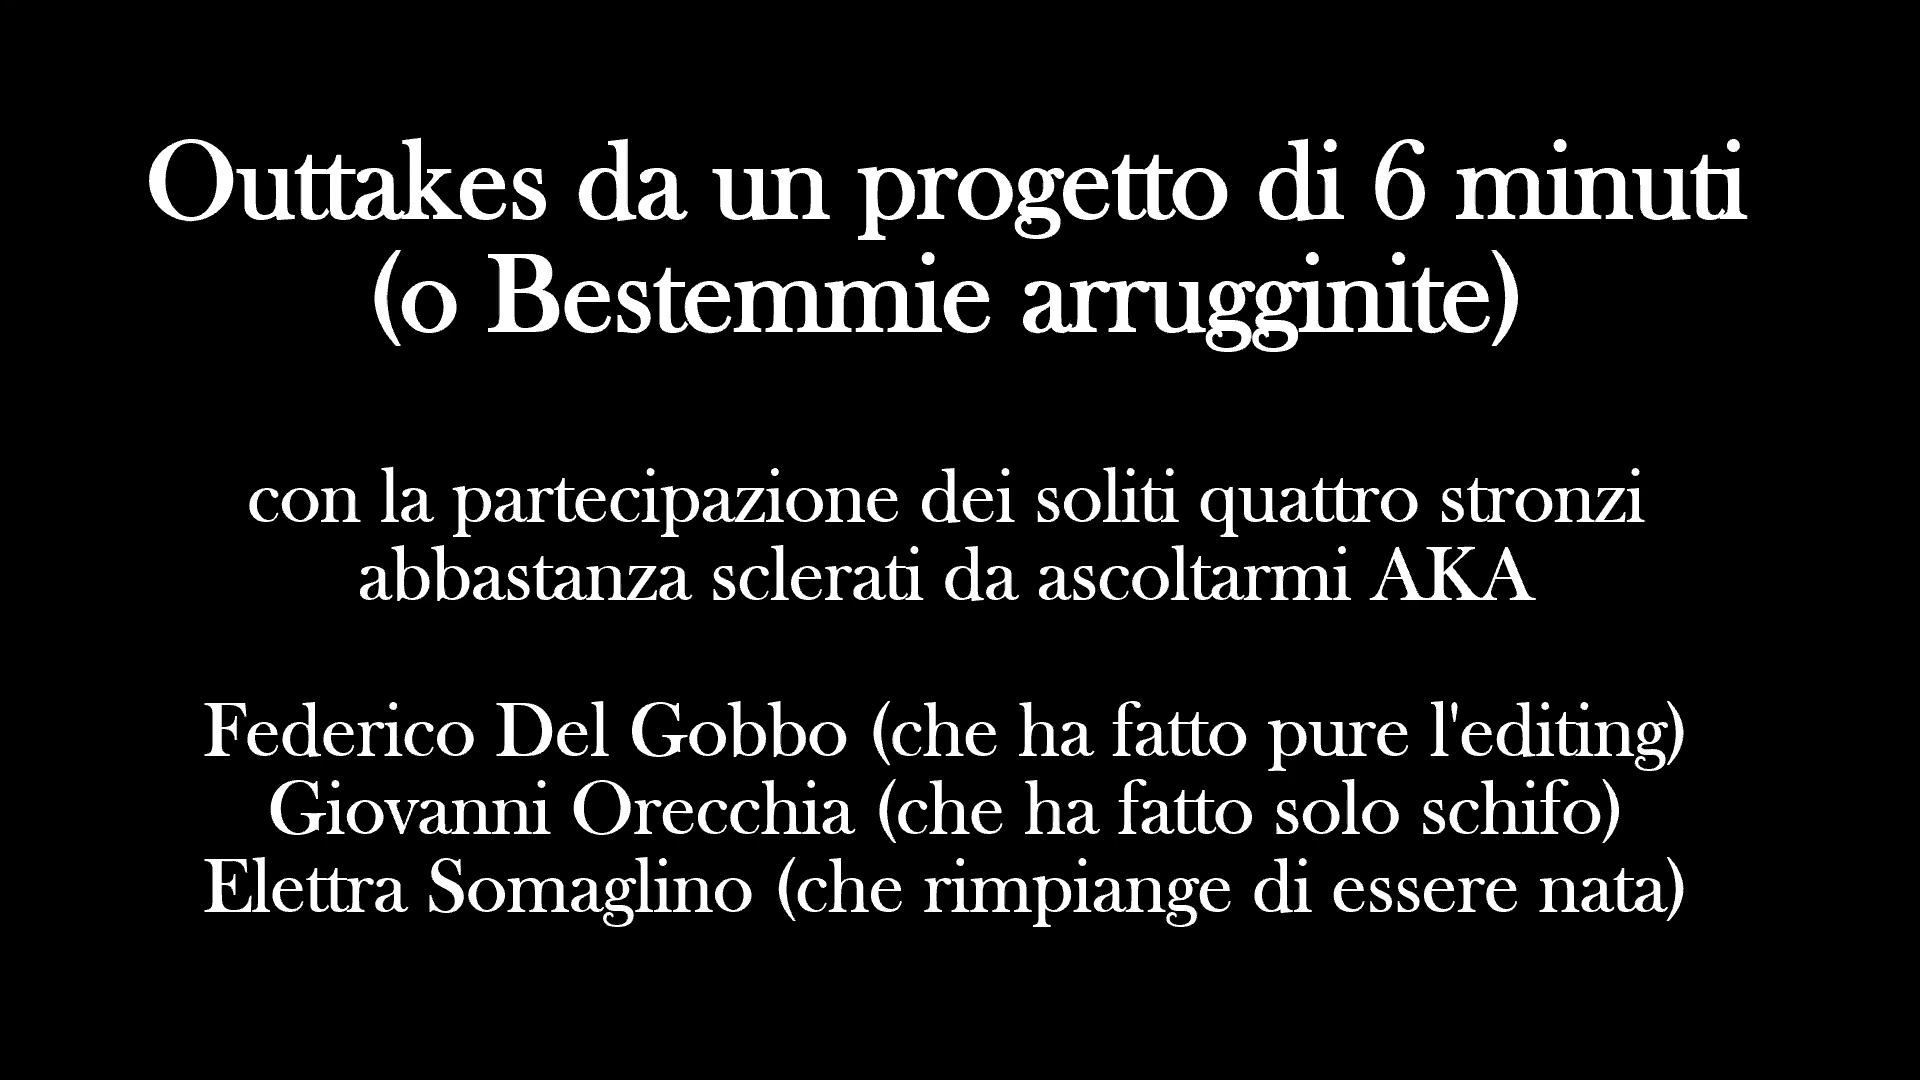 Outtakes da un progetto di 6 minuti
(o Bestemmie arrugginite)
con la partecipazione dei soliti quattro stronzi
abbastanza sclerati da ascoltarmi AKA
Federico Del Gobbo (che ha fatto pure l'editing)
Giovanni Orecchia (che ha fatto solo schifo)
Elettra Somaglino (che rimpiange di essere nata)